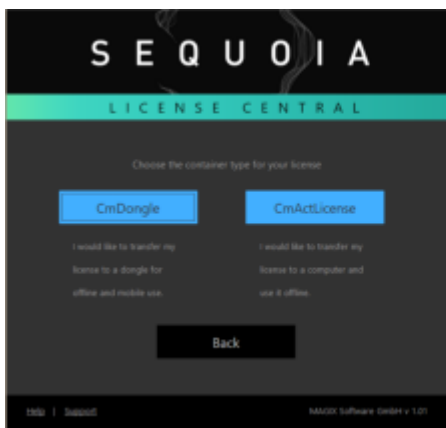 SEQUOIA
LICENSE CENTRAL
Choose the container type for your license
CmDongle
CmActLicense
I would like to transfer my
license to a dongle for
offline and mobile use.
I would like to transfer my
license to a computer and
use it offline.
Back
Help | Support
MAGIX Software GmbH v 1.01